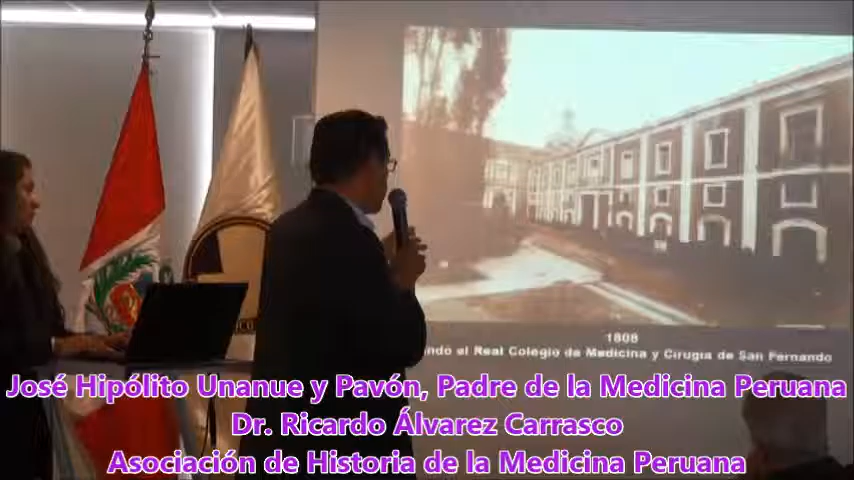 1808
el Real Colegio de Medicina y Cirugía de San Fernando
José Hipólito Unanue y Pavón, Padre de la Medicina Peruana
Dr. Ricardo Álvarez Carrasco
Asociación de Historia de la Medicina Peruana